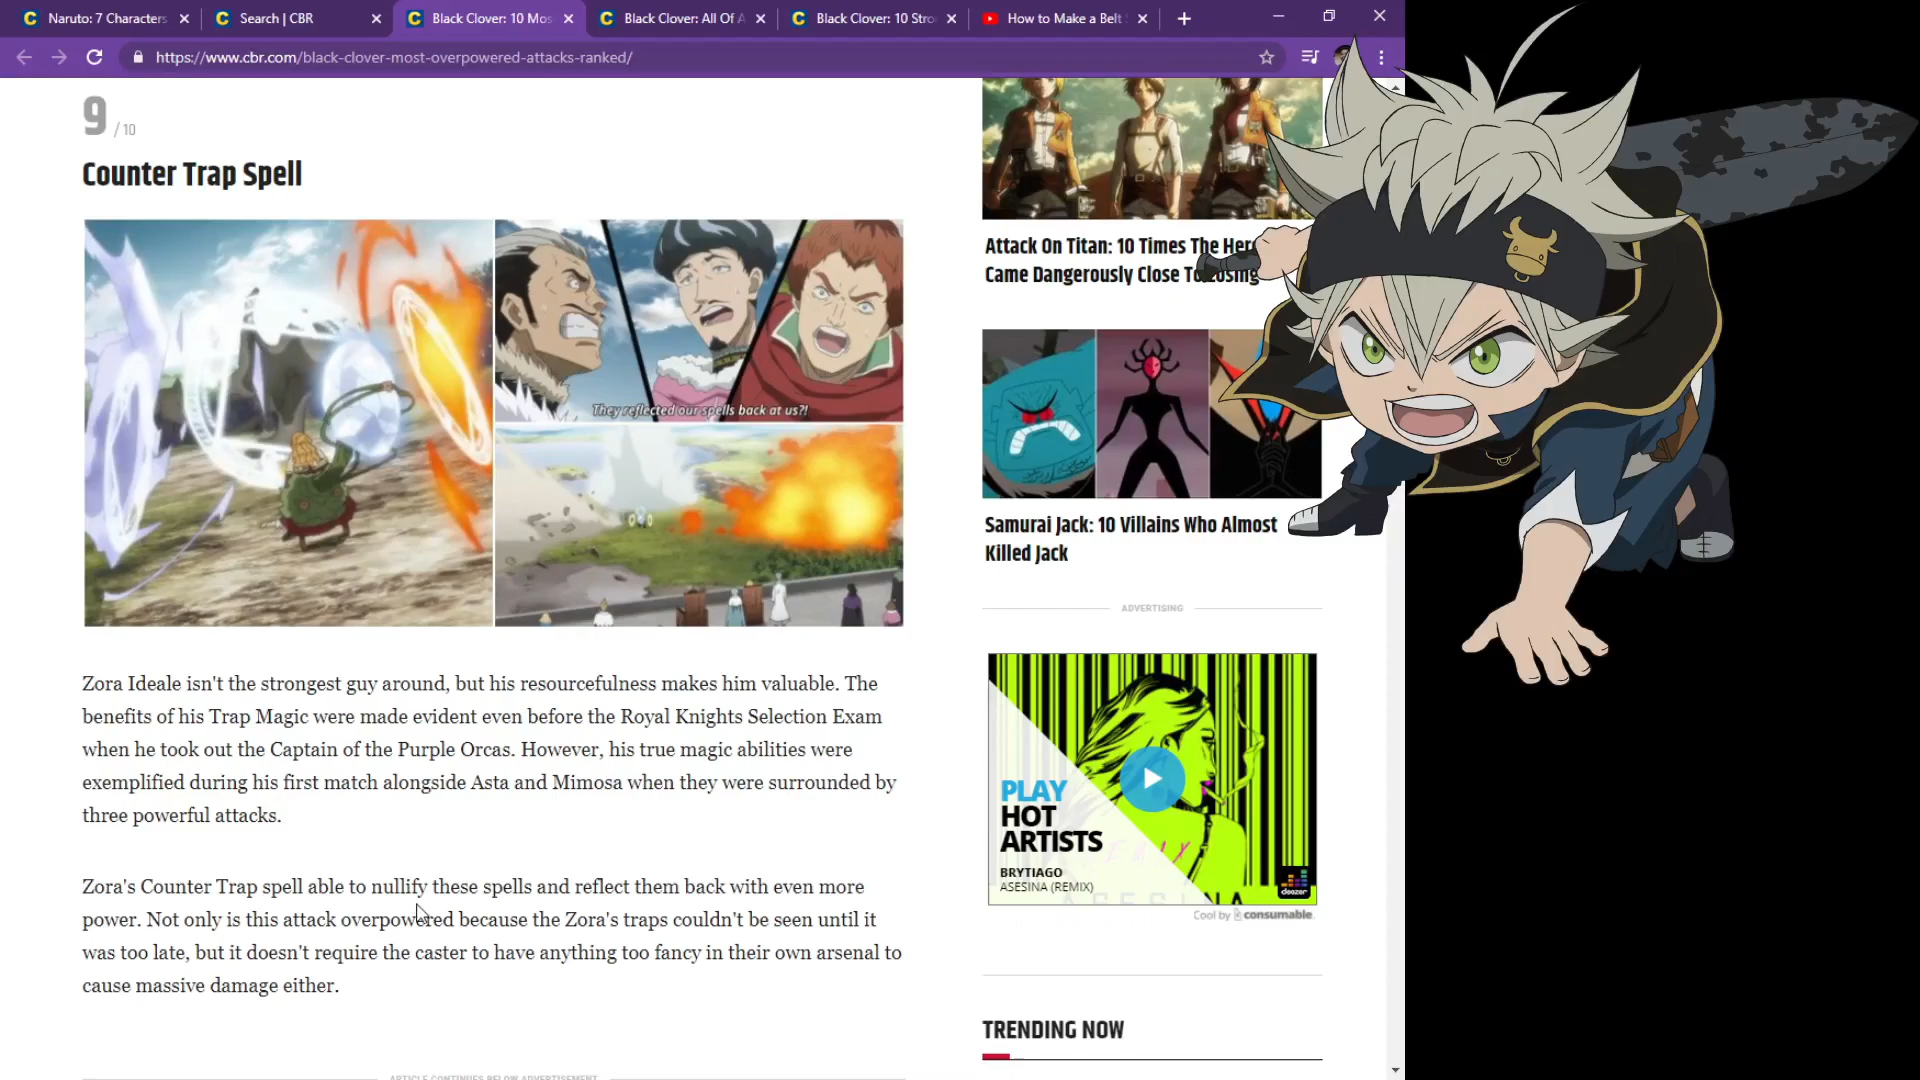 Naruto: 7 Characters
Search | CBR
Black Clover: 10 Mos
Black Clover: All Of A
Black Clover: 10 Stro
How to Make a Belt
https://www.cbr.com/black-clover-most-overpowered-attacks-ranked/
9 / 10
Counter Trap Spell
They reflected our spells back at us?!
Zora Ideale isn't the strongest guy around, but his resourcefulness makes him valuable. The
benefits of his Trap Magic were made evident even before the Royal Knights Selection Exam
when he took out the Captain of the Purple Orcas. However, his true magic abilities were
exemplified during his first match alongside Asta and Mimosa when they were surrounded by
three powerful attacks.
Zora's Counter Trap spell able to nullify these spells and reflect them back with even more
power. Not only is this attack overpowered because the Zora's traps couldn't be seen until it
was too late, but it doesn't require the caster to have anything too fancy in their own arsenal to
cause massive damage either.
ARTICLE CONTINUES BELOW ADVERTISEMENT
Attack On Titan: 10 Times The Her
Came Dangerously Close To Losing
Samurai Jack: 10 Villains Who Almost
Killed Jack
ADVERTISING
PLAY
HOT
ARTISTS
BRYTIAGO
ASESINA (REMIX)
deezer
Cool by consumable
TRENDING NOW